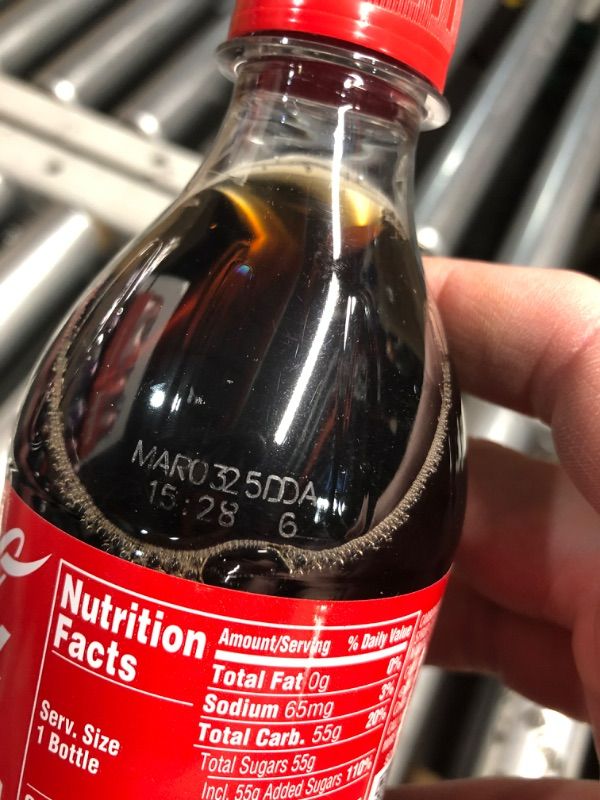 MAR0325DDA
15:28 6
Nutrition
Facts
Serv. Size
1 Bottle
Amount/Serving % Daily Value
Total Fat 0g 0%
Sodium 65mg 3%
Total Carb. 55g 20%
Total Sugars 55g
Incl. 55g Added Sugars 110%